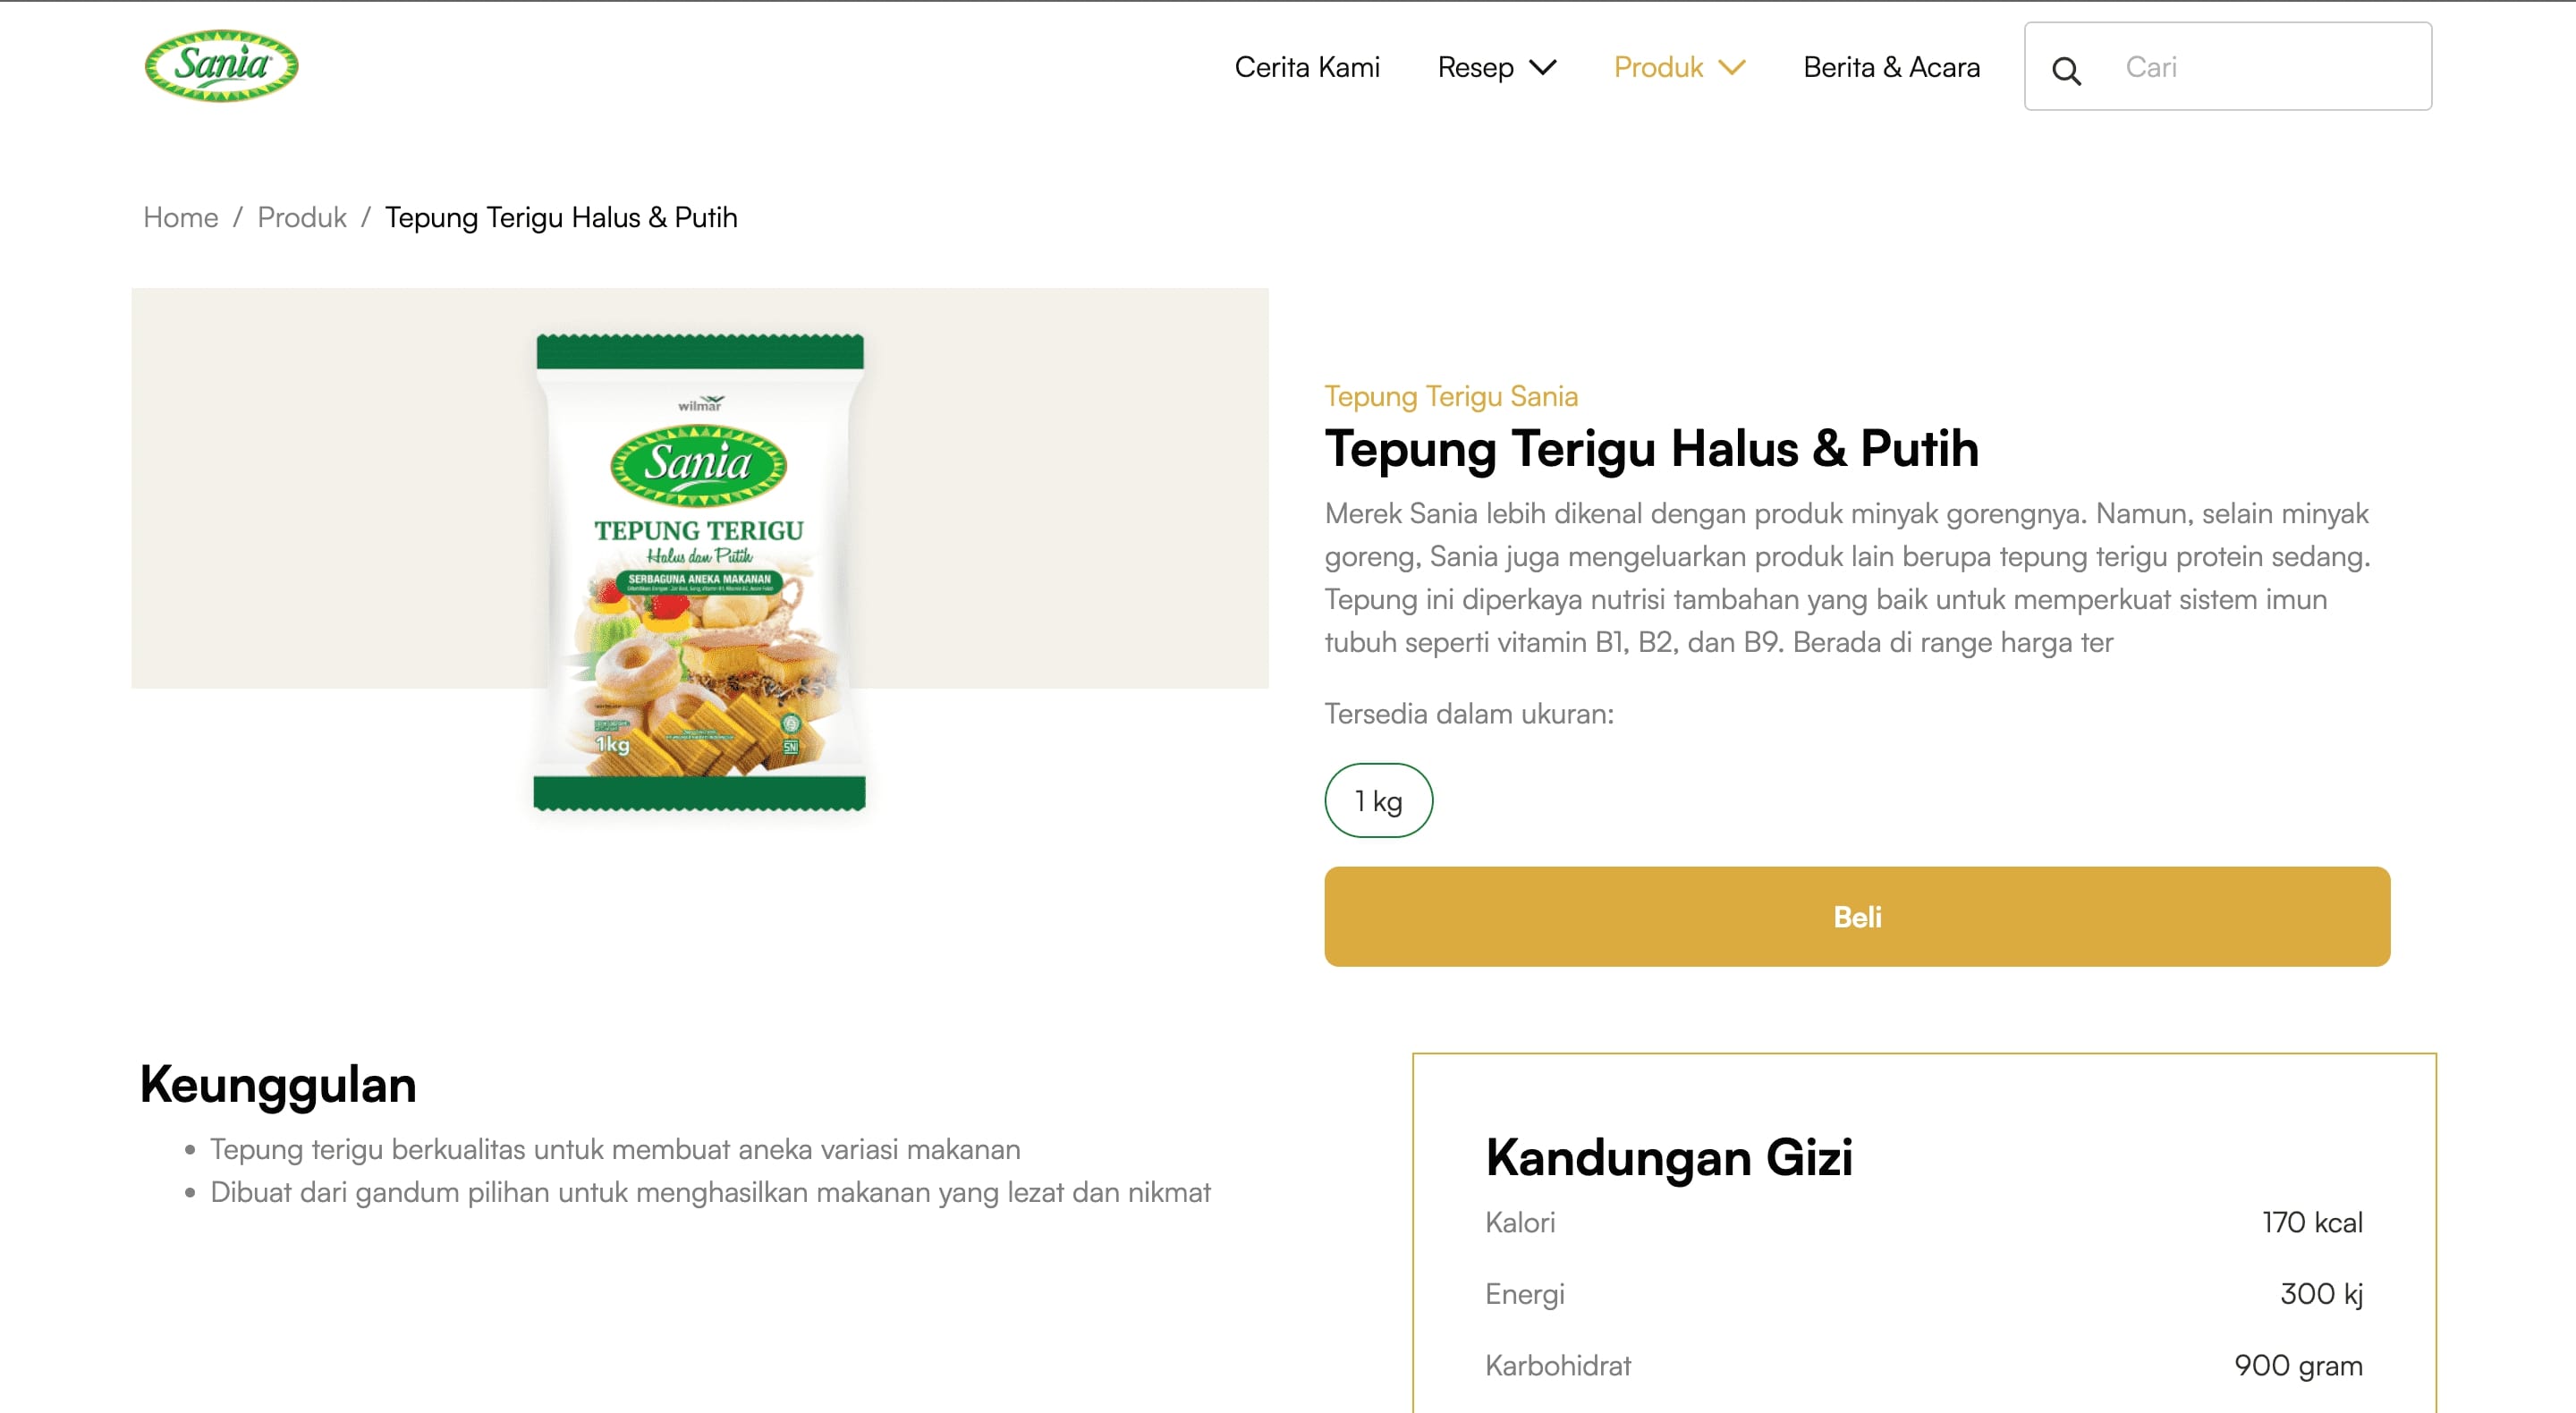 Sania
Cerita Kami
Resep
Produk
Berita & Acara
Cari
Home / Produk / Tepung Terigu Halus & Putih
wilmar
Sania
TEPUNG TERIGU
Halus dan Putih
SERBAGUNA ANEKA MAKANAN
1kg
SNI
Tepung Terigu Sania
Tepung Terigu Halus & Putih
Merek Sania lebih dikenal dengan produk minyak gorengnya. Namun, selain minyak
goreng, Sania juga mengeluarkan produk lain berupa tepung terigu protein sedang.
Tepung ini diperkaya nutrisi tambahan yang baik untuk memperkuat sistem imun
tubuh seperti vitamin B1, B2, dan B9. Berada di range harga ter
Tersedia dalam ukuran:
1 kg
Beli
Keunggulan
• Tepung terigu berkualitas untuk membuat aneka variasi makanan
• Dibuat dari gandum pilihan untuk menghasilkan makanan yang lezat dan nikmat
Kandungan Gizi
Kalori 170 kcal
Energi 300 kj
Karbohidrat 900 gram